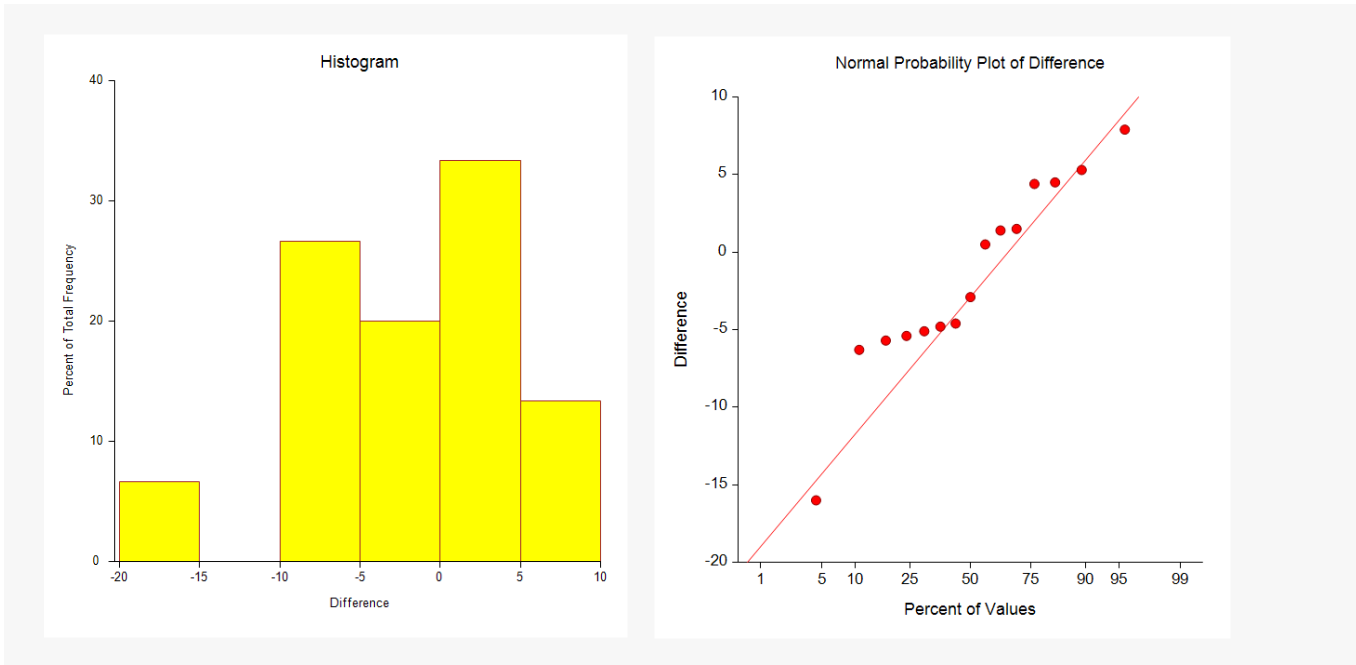 Histogram
40
30
20
10
0
Percent of Total Frequency
-20 -15 -10 -5 0 5 10
Difference
Normal Probability Plot of Difference
10
5
0
-5
-10
-15
-20
Difference
1 5 10 25 50 75 90 95 99
Percent of Values